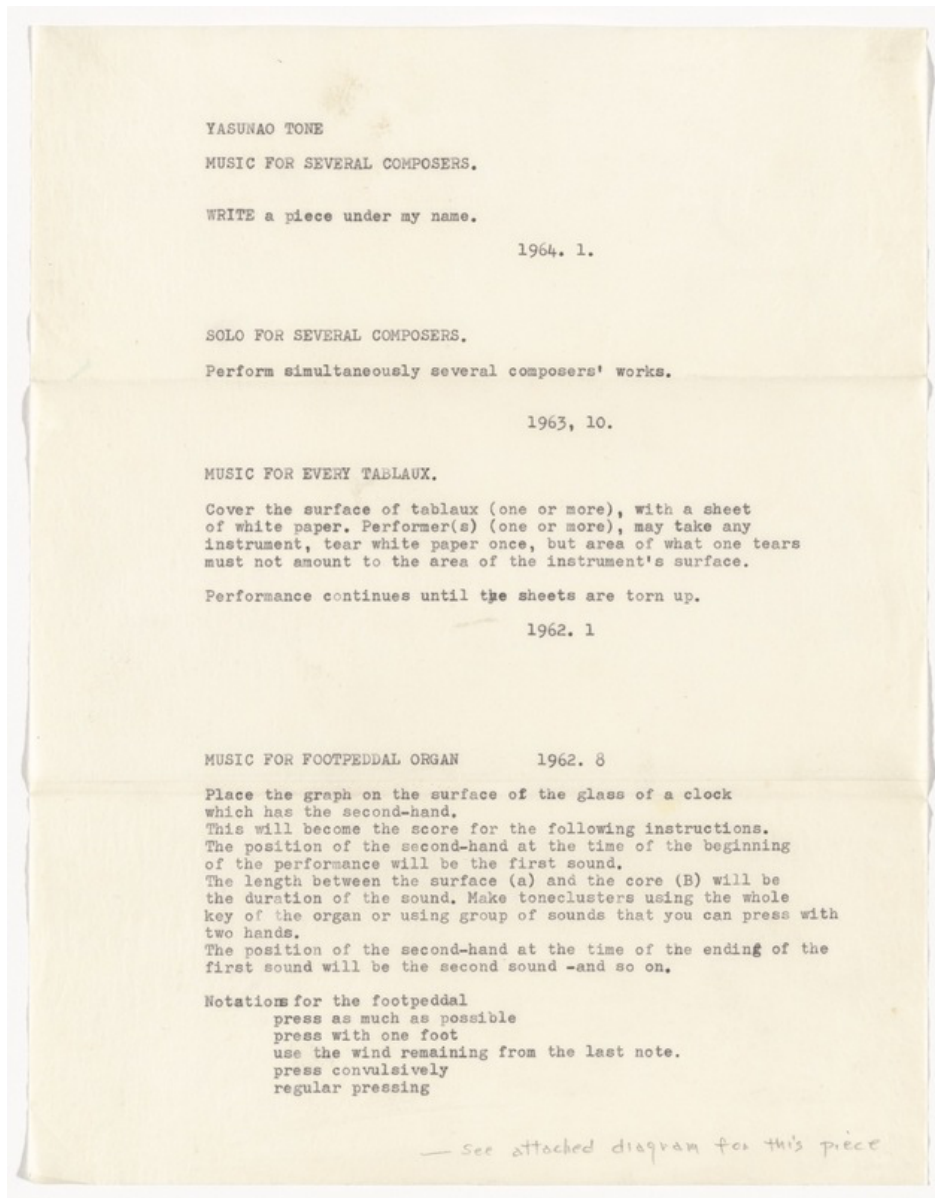 YASUNAO TONE
MUSIC FOR SEVERAL COMPOSERS.
WRITE a piece under my name.
1964. 1.
SOLO FOR SEVERAL COMPOSERS.
Perform simultaneously several composers' works.
1963, 10.
MUSIC FOR EVERY TABLAUX.
Cover the surface of tablaux (one or more), with a sheet
of white paper. Performer(s) (one or more), may take any
instrument, tear white paper once, but area of what one tears
must not amount to the area of the instrument's surface.
Performance continues until the sheets are torn up.
1962. 1
MUSIC FOR FOOTPEDDAL ORGAN 1962. 8
Place the graph on the surface of the glass of a clock
which has the second-hand.
This will become the score for the following instructions.
The position of the second-hand at the time of the beginning
of the performance will be the first sound.
The length between the surface (a) and the core (B) will be
the duration of the sound. Make toneclusters using the whole
key of the organ or using group of sounds that you can press with
two hands.
The position of the second-hand at the time of the ending of the
first sound will be the second sound -and so on.
Notations for the footpeddal
press as much as possible
press with one foot
use the wind remaining from the last note.
press convulsively
regular pressing
— see attached diagram for this piece